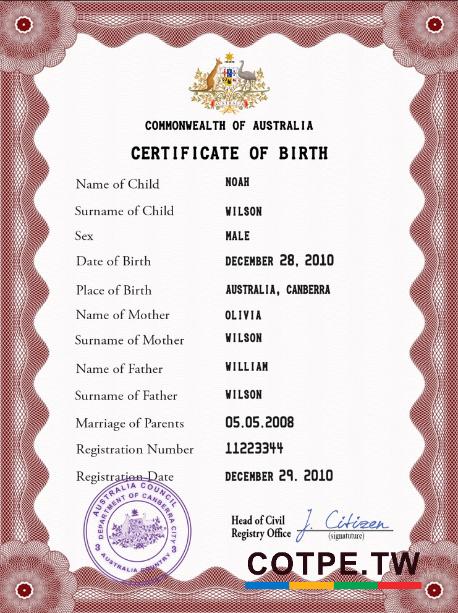 AUSTRALIA
COMMONWEALTH OF AUSTRALIA
CERTIFICATE OF BIRTH
Name of Child NOAH
Surname of Child WILSON
Sex MALE
Date of Birth DECEMBER 28, 2010
Place of Birth AUSTRALIA, CANBERRA
Name of Mother OLIVIA
Surname of Mother WILSON
Name of Father WILLIAM
Surname of Father WILSON
Marriage of Parents 05.05.2008
Registration Number 11223344
Registration Date DECEMBER 29. 2010
AUSTRALIA COUNCIL
DEPARTMENT OF CANBERRA CITY
AUSTRALIA COUNTRY
Head of Civil
Registry Office J. Citizen
(signatuture)
COTPE.TW